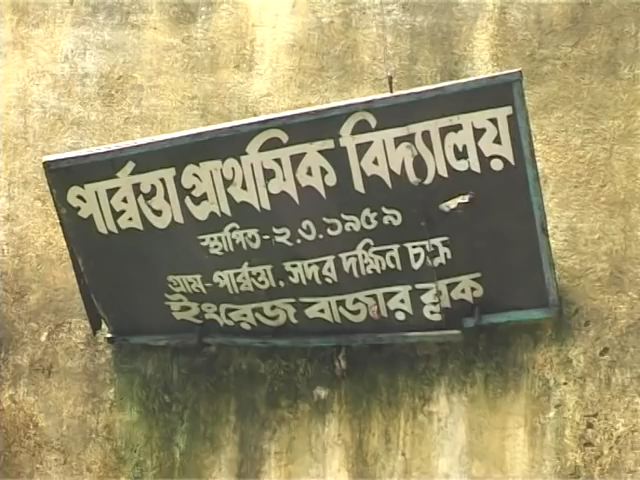 পার্ব্বত্তা প্রাথমিক বিদ্যালয়
স্থাপিত-২.৩.১৯৫৯
গ্রাম-পার্ব্বত্তা. সদর দক্ষিন চক্র
ইংরেজ বাজার ব্লক